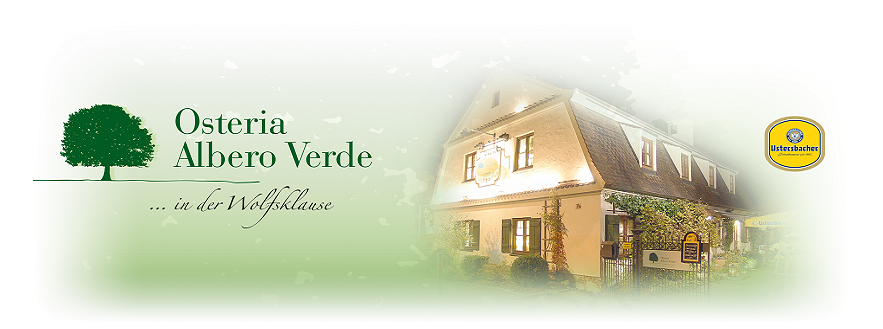 Osteria
Albero Verde
... in der Wolfsklause
Ustersbacher